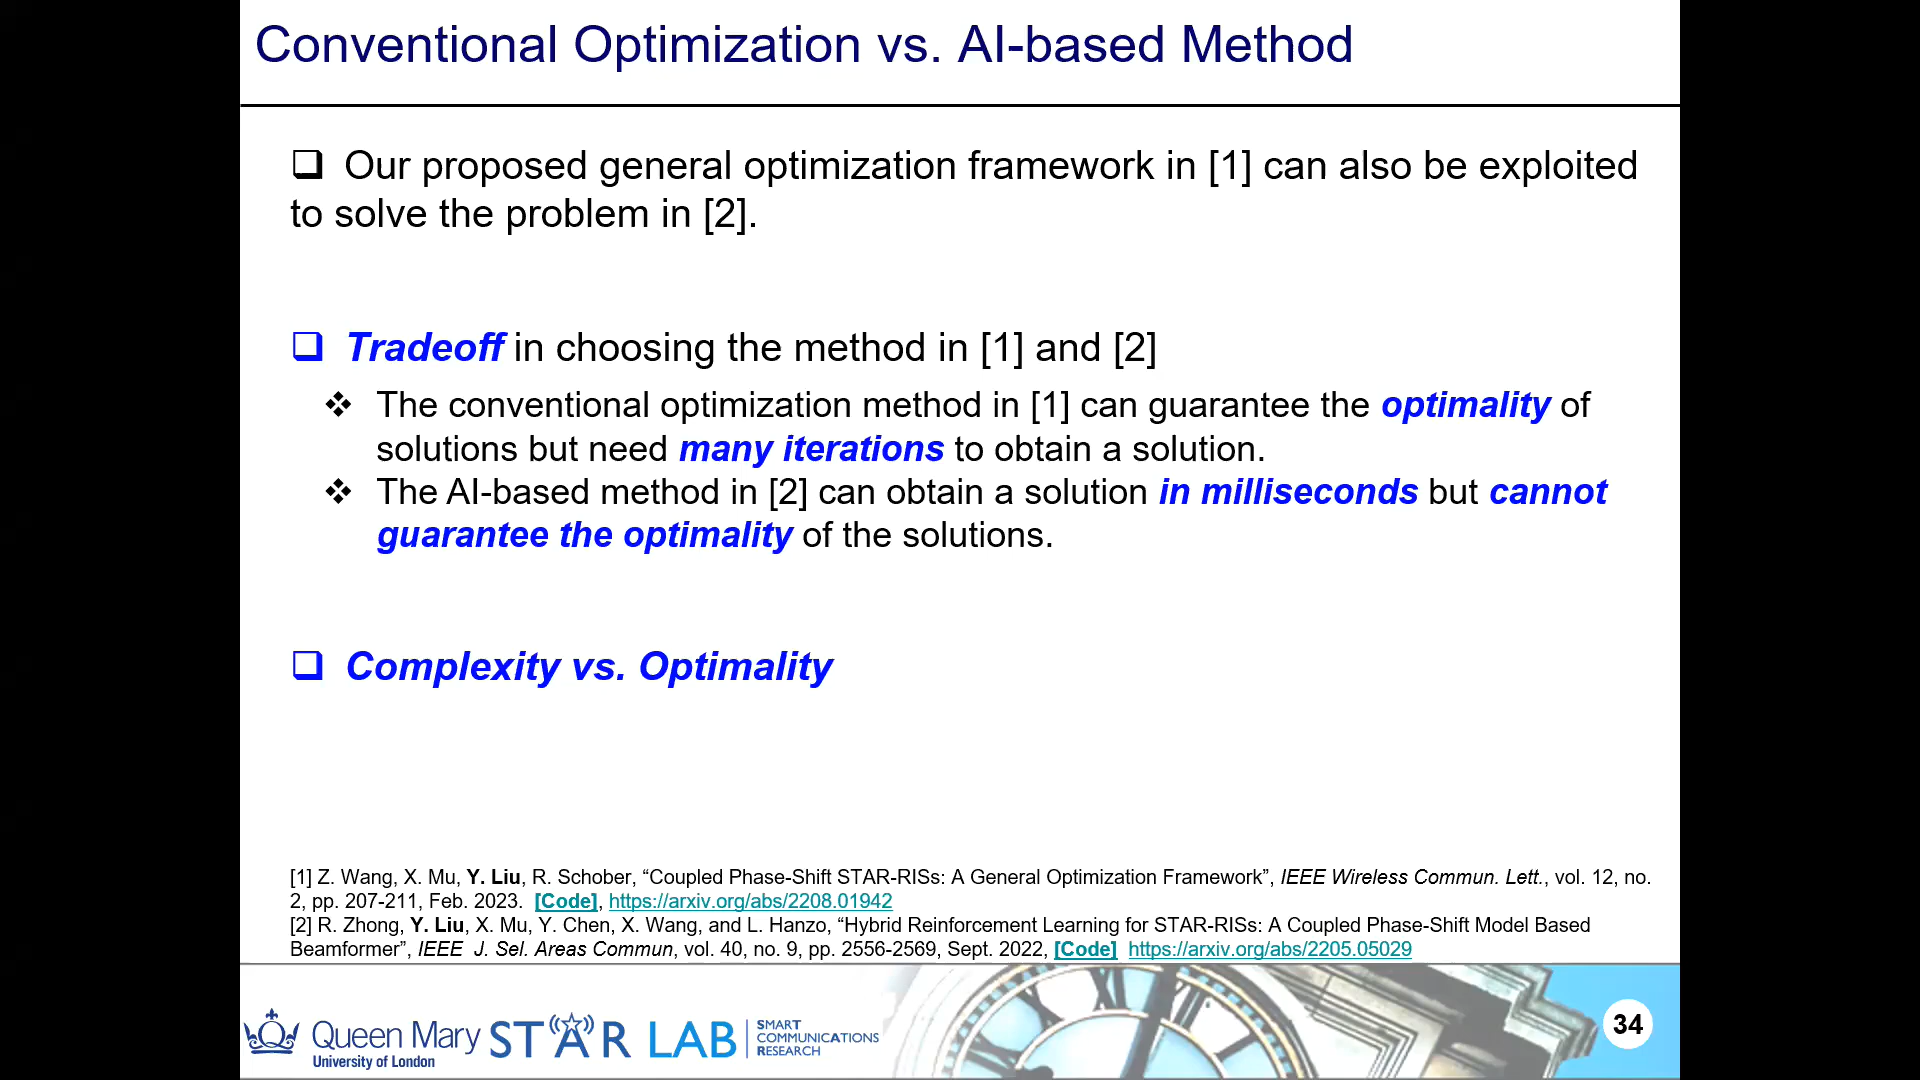 Conventional Optimization vs. AI-based Method
Our proposed general optimization framework in [1] can also be exploited
to solve the problem in [2].
Tradeoff in choosing the method in [1] and [2]
The conventional optimization method in [1] can guarantee the optimality of
solutions but need many iterations to obtain a solution.
The AI-based method in [2] can obtain a solution in milliseconds but cannot
guarantee the optimality of the solutions.
Complexity vs. Optimality
[1] Z. Wang, X. Mu, Y. Liu, R. Schober, “Coupled Phase-Shift STAR-RISs: A General Optimization Framework”, IEEE Wireless Commun. Lett., vol. 12, no.
2, pp. 207-211, Feb. 2023. [Code], https://arxiv.org/abs/2208.01942
[2] R. Zhong, Y. Liu, X. Mu, Y. Chen, X. Wang, and L. Hanzo, “Hybrid Reinforcement Learning for STAR-RISs: A Coupled Phase-Shift Model Based
Beamformer”, IEEE J. Sel. Areas Commun, vol. 40, no. 9, pp. 2556-2569, Sept. 2022, [Code] https://arxiv.org/abs/2205.05029
Queen Mary
University of London
STAR LAB
SMART
COMMUNICATIONS
RESEARCH
34